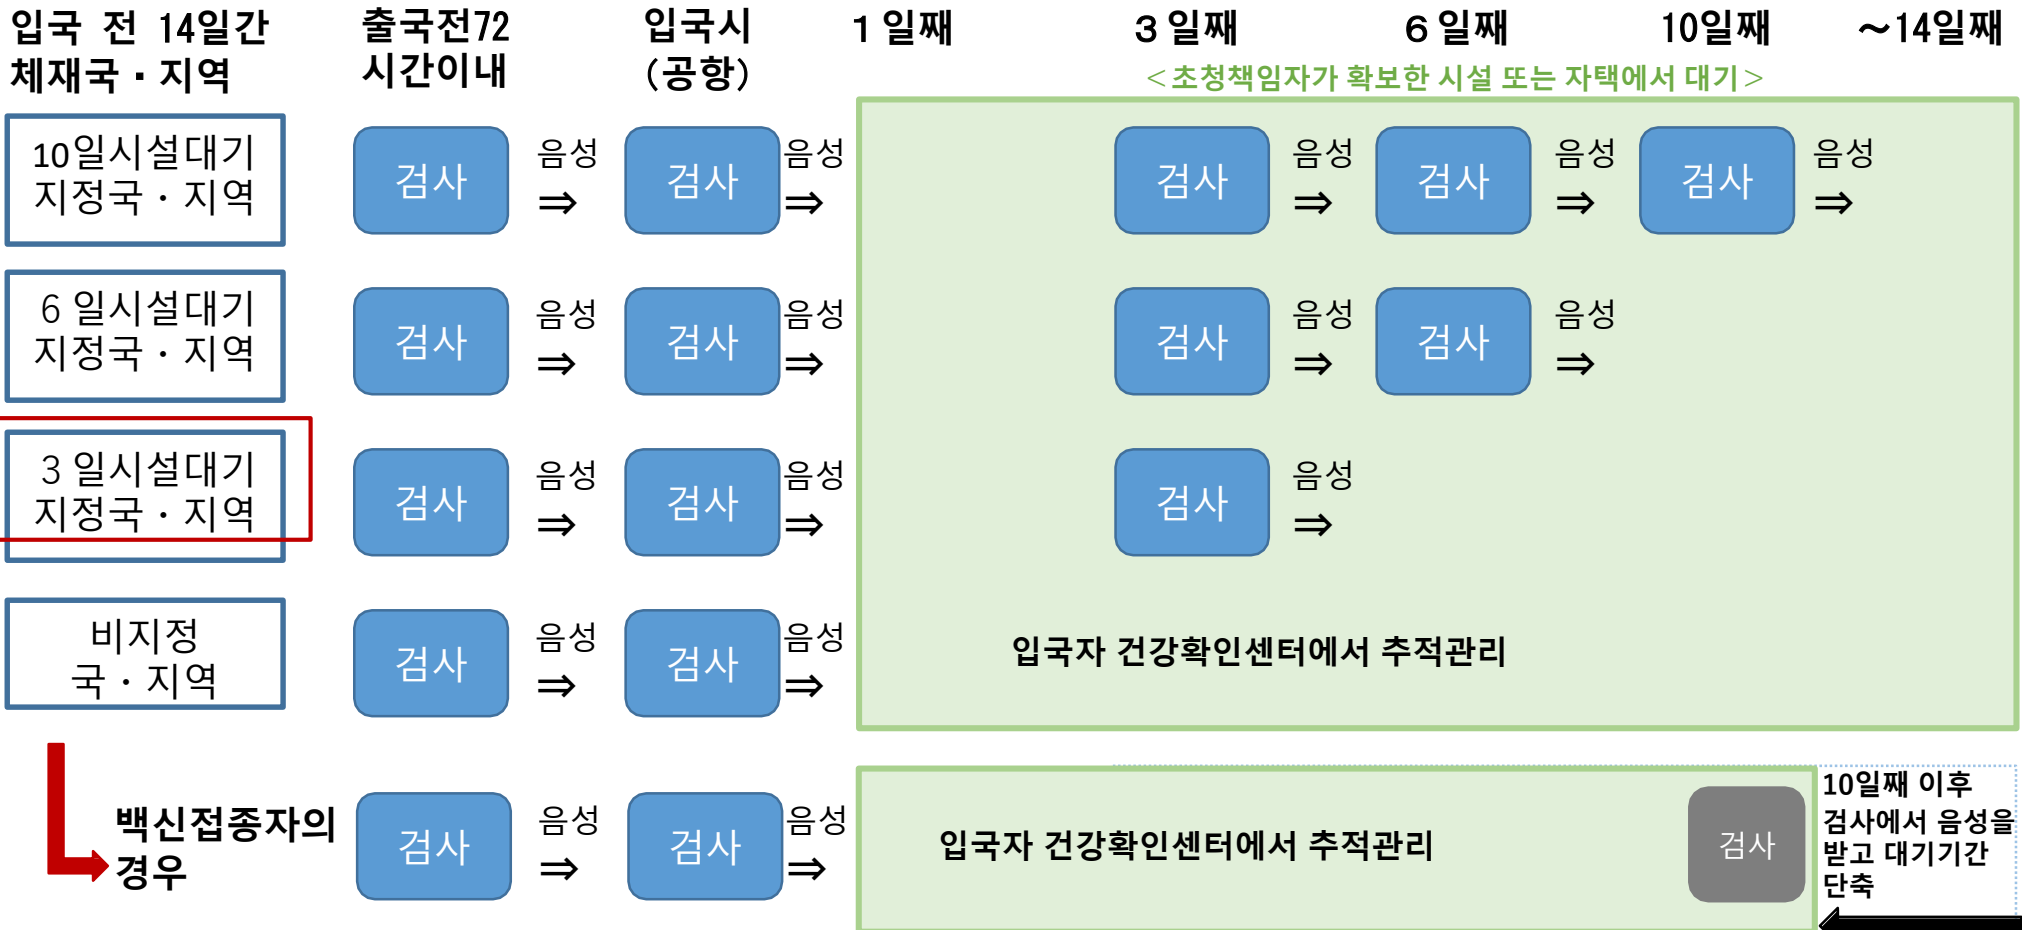 입국 전 14일간
체재국・지역
출국전72
시간이내
입국시
(공항)
1일째
3일째
6일째
10일째
～14일째
<초청책임자가 확보한 시설 또는 자택에서 대기>
10일시설대기
지정국・지역
검사
음성
⇒
검사
음성
⇒
검사
음성
⇒
검사
음성
⇒
검사
음성
⇒
6일시설대기
지정국・지역
검사
음성
⇒
검사
음성
⇒
검사
음성
⇒
검사
음성
⇒
3일시설대기
지정국・지역
검사
음성
⇒
검사
음성
⇒
검사
음성
⇒
비지정
국・지역
검사
음성
⇒
검사
음성
⇒
입국자 건강확인센터에서 추적관리
백신접종자의
경우
검사
음성
⇒
검사
음성
⇒
입국자 건강확인센터에서 추적관리
검사
10일째 이후
검사에서 음성을
받고 대기기간
단축